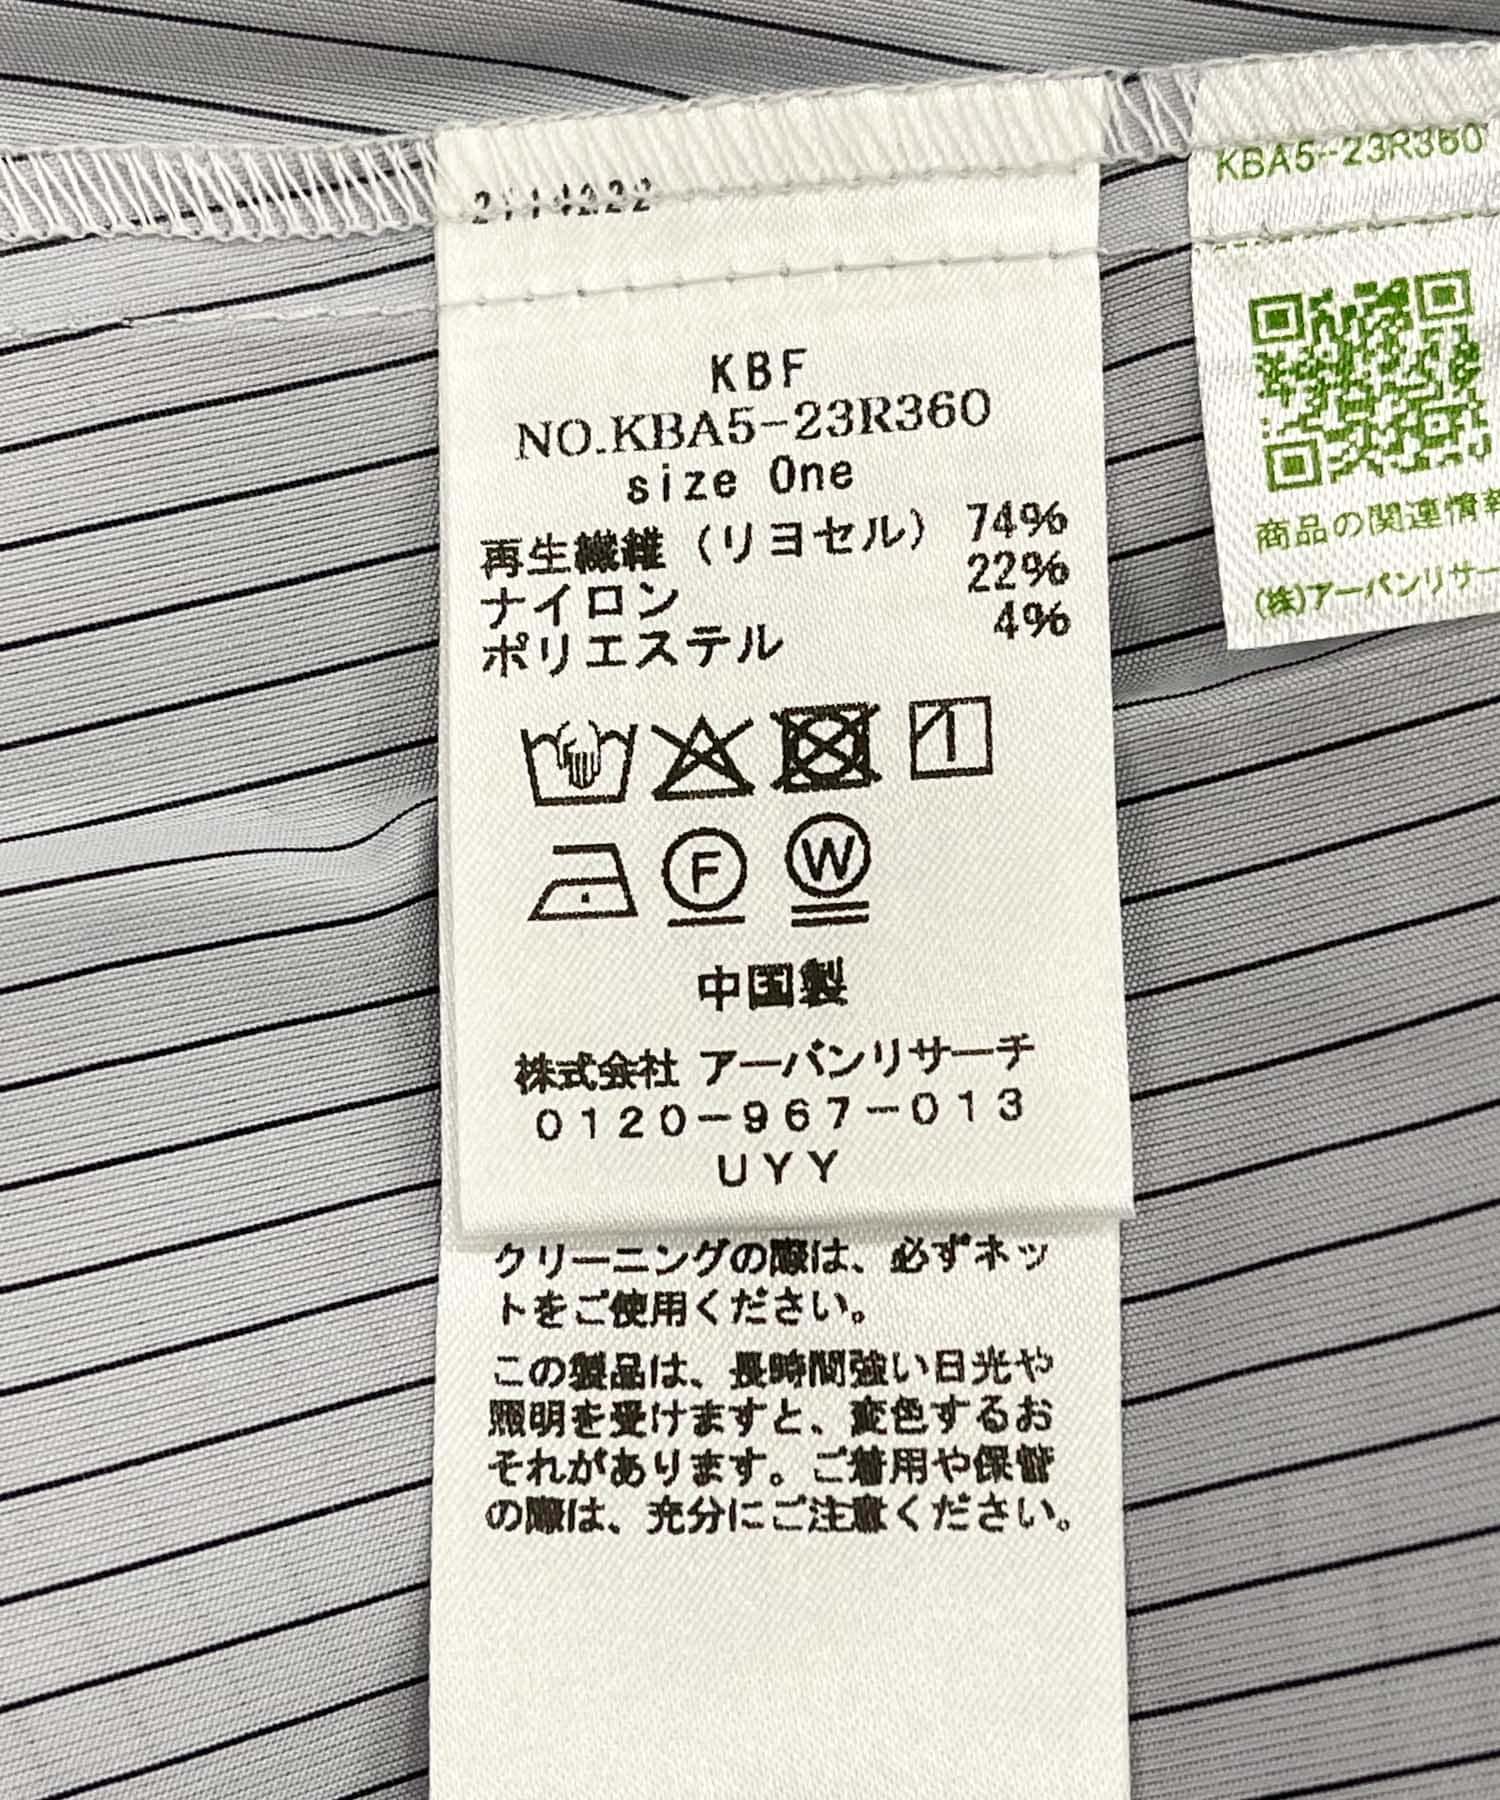 KBF
NO.KBA5-23R360
size One
再生繊維（リヨセル） 74%
ナイロン 22%
ポリエステル 4%
F W
中国製
株式会社 アーバンリサーチ
0120-967-013
UYY
クリーニングの際は、必ずネッ
トをご使用ください。
この製品は、長時間強い日光や
照明を受けますと、変色するお
それがあります。ご着用や保管
の際は、充分にご注意ください。
KBA5-23R360
商品の関連情報
(株)アーバンリサー